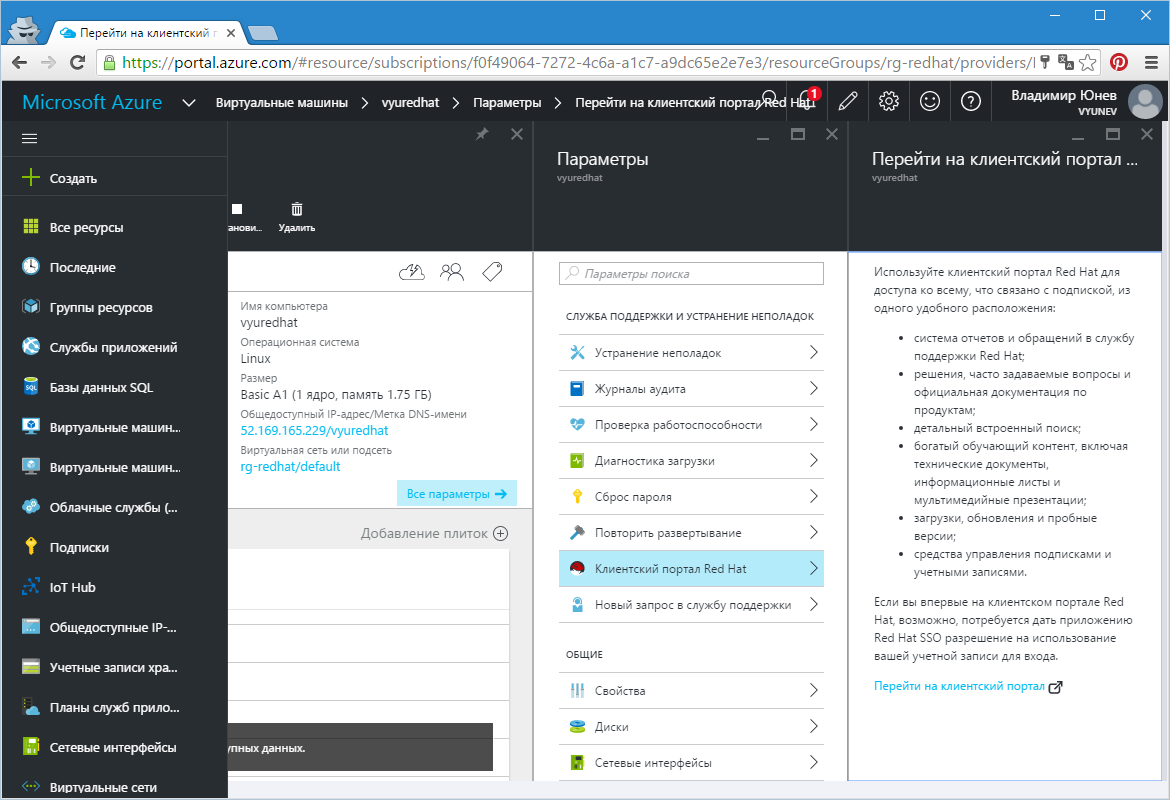 Перейти на клиентский п
https://portal.azure.com/#resource/subscriptions/f0f49064-7272-4c6a-a1c7-a9dc65e2e7e3/resourceGroups/rg-redhat/providers/
Microsoft Azure
Виртуальные машины > vyuredhat > Параметры > Перейти на клиентский портал Red Hat
1
Владимир Юнев
VYUNEV
Создать
Все ресурсы
Последние
Группы ресурсов
Службы приложений
Базы данных SQL
SQL
Виртуальные машин...
Виртуальные машин...
Облачные службы (...
Подписки
IoT Hub
Общедоступные IP-...
Учетные записи хра...
Планы служб прило...
Сетевые интерфейсы
Виртуальные сети
анови...
Удалить
Имя компьютера
vyuredhat
Операционная система
Linux
Размер
Basic A1 (1 ядро, память 1.75 ГБ)
Общедоступный IP-адрес/Метка DNS-имени
52.169.165.229/vyuredhat
Виртуальная сеть или подсеть
rg-redhat/default
Все параметры
Добавление плиток
упных данных.
Параметры
vyuredhat
Параметры поиска
СЛУЖБА ПОДДЕРЖКИ И УСТРАНЕНИЕ НЕПОЛАДОК
Устранение неполадок
Журналы аудита
Проверка работоспособности
Диагностика загрузки
Сброс пароля
Повторить развертывание
Клиентский портал Red Hat
Новый запрос в службу поддержки
ОБЩИЕ
Свойства
Диски
Сетевые интерфейсы
Перейти на клиентский портал ...
vyuredhat
Используйте клиентский портал Red Hat для
доступа ко всему, что связано с подпиской, из
одного удобного расположения:
• система отчетов и обращений в службу
поддержки Red Hat;
• решения, часто задаваемые вопросы и
официальная документация по
продуктам;
• детальный встроенный поиск;
• богатый обучающий контент, включая
технические документы,
информационные листы и
мультимедийные презентации;
• загрузки, обновления и пробные
версии;
• средства управления подписками и
учетными записями.
Если вы впервые на клиентском портале Red
Hat, возможно, потребуется дать приложению
Red Hat SSO разрешение на использование
вашей учетной записи для входа.
Перейти на клиентский портал